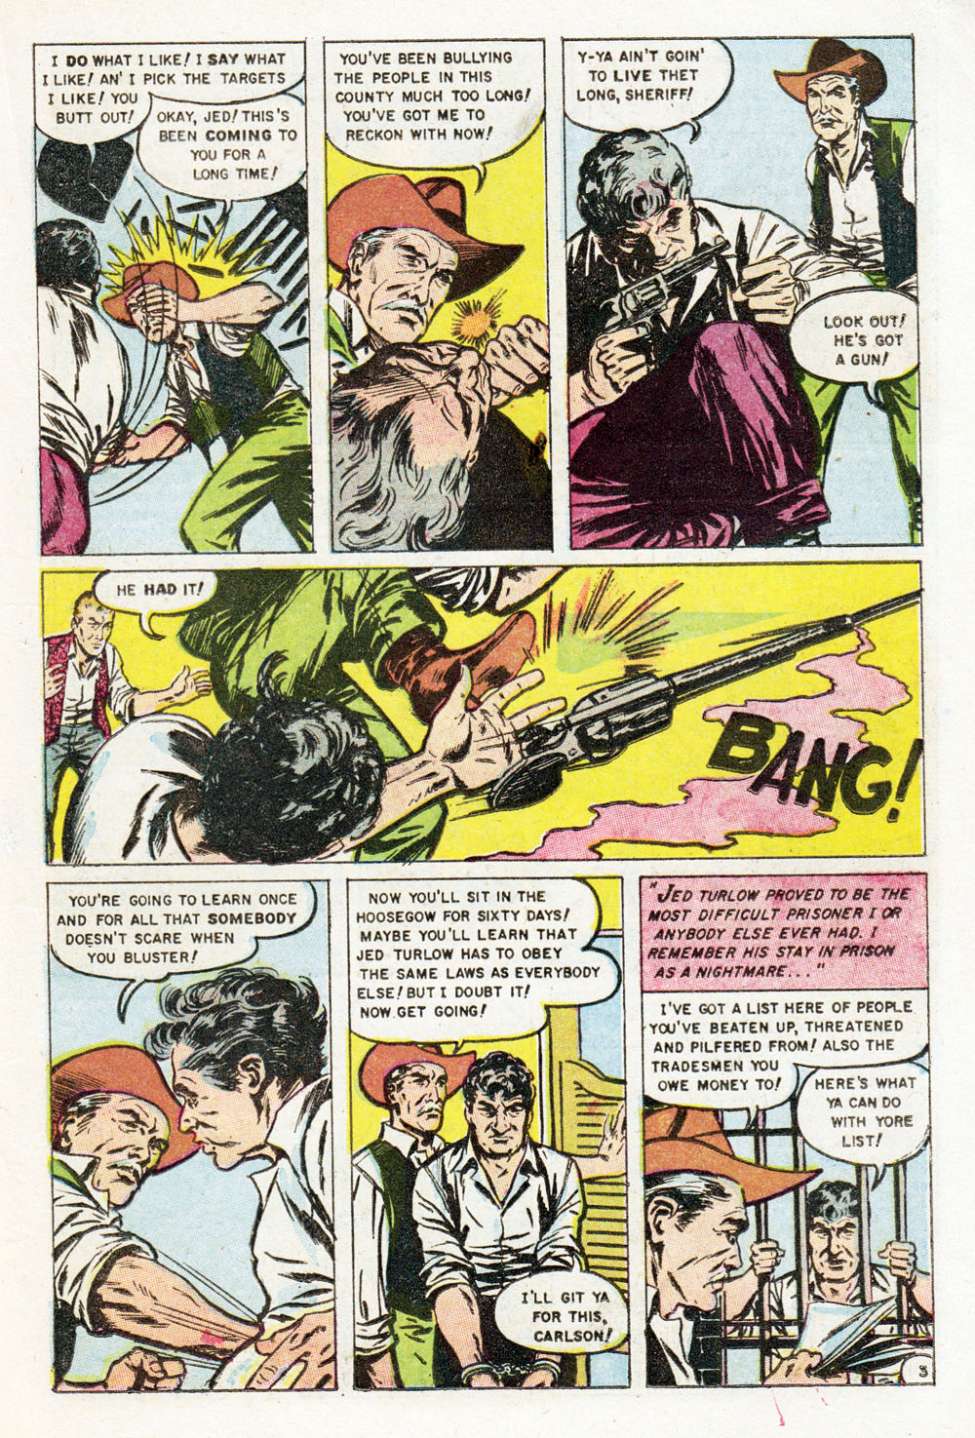 I DO WHAT I LIKE! I SAY WHAT
I LIKE! AN' I PICK THE TARGETS
I LIKE! YOU
BUTT OUT!
OKAY, JED! THIS'S
BEEN COMING TO
YOU FOR A
LONG TIME!
YOU'VE BEEN BULLYING
THE PEOPLE IN THIS
COUNTY MUCH TOO LONG!
YOU'VE GOT ME TO
RECKON WITH NOW!
Y-YA AIN'T GOIN'
TO LIVE THET
LONG, SHERIFF!
LOOK OUT!
HE'S GOT
A GUN!
HE HAD IT!
BANG!
YOU'RE GOING TO LEARN ONCE
AND FOR ALL THAT SOMEBODY
DOESN'T SCARE WHEN
YOU BLUSTER!
NOW YOU'LL SIT IN THE
HOOSEGOW FOR SIXTY DAYS!
MAYBE YOU'LL LEARN THAT
JED TURLOW HAS TO OBEY
THE SAME LAWS AS EVERYBODY
ELSE! BUT I DOUBT IT!
NOW GET GOING!
I'LL GIT YA
FOR THIS,
CARLSON!
"JED TURLOW PROVED TO BE THE
MOST DIFFICULT PRISONER I OR
ANYBODY ELSE EVER HAD. I
REMEMBER HIS STAY IN PRISON
AS A NIGHTMARE..."
I'VE GOT A LIST HERE OF PEOPLE
YOU'VE BEATEN UP, THREATENED
AND PILFERED FROM! ALSO THE
TRADESMEN YOU
OWE MONEY TO!
HERE'S WHAT
YA CAN DO
WITH YORE
LIST!
3